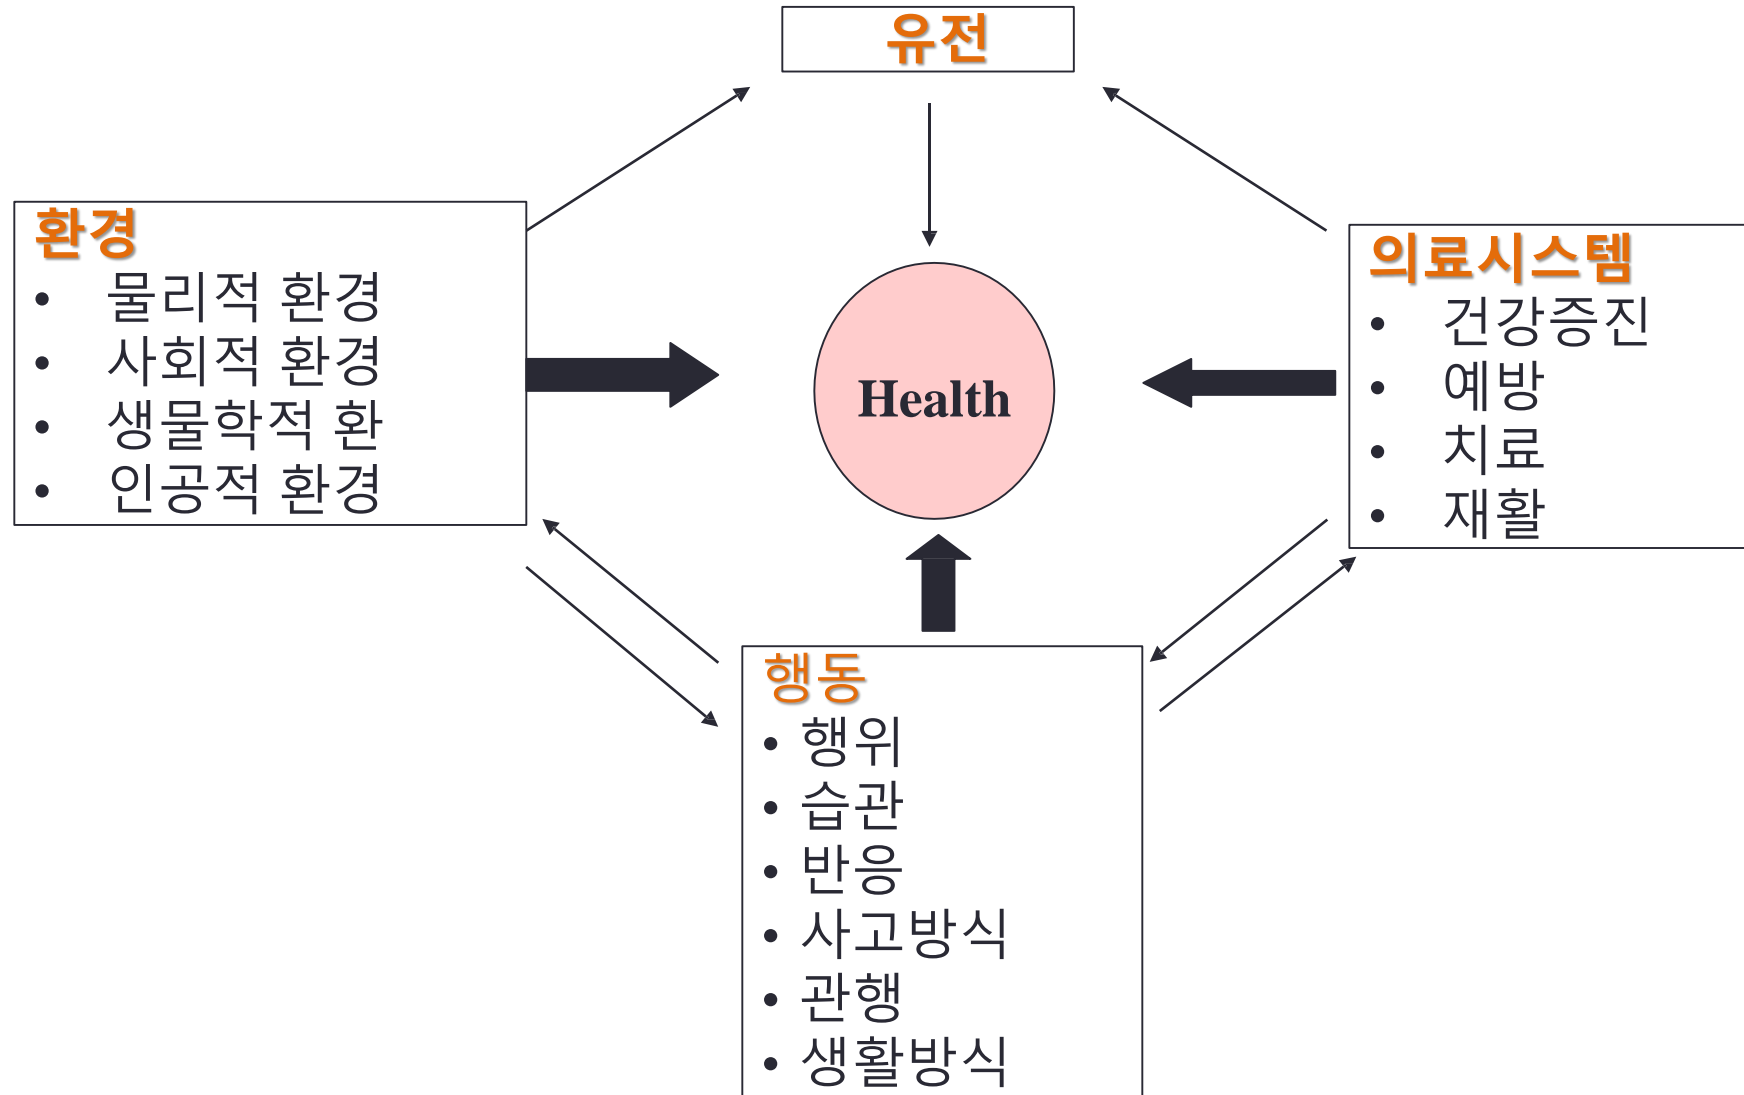 유전
환경
• 물리적 환경
• 사회적 환경
• 생물학적 환
• 인공적 환경
Health
의료시스템
• 건강증진
• 예방
• 치료
• 재활
행동
• 행위
• 습관
• 반응
• 사고방식
• 관행
• 생활방식